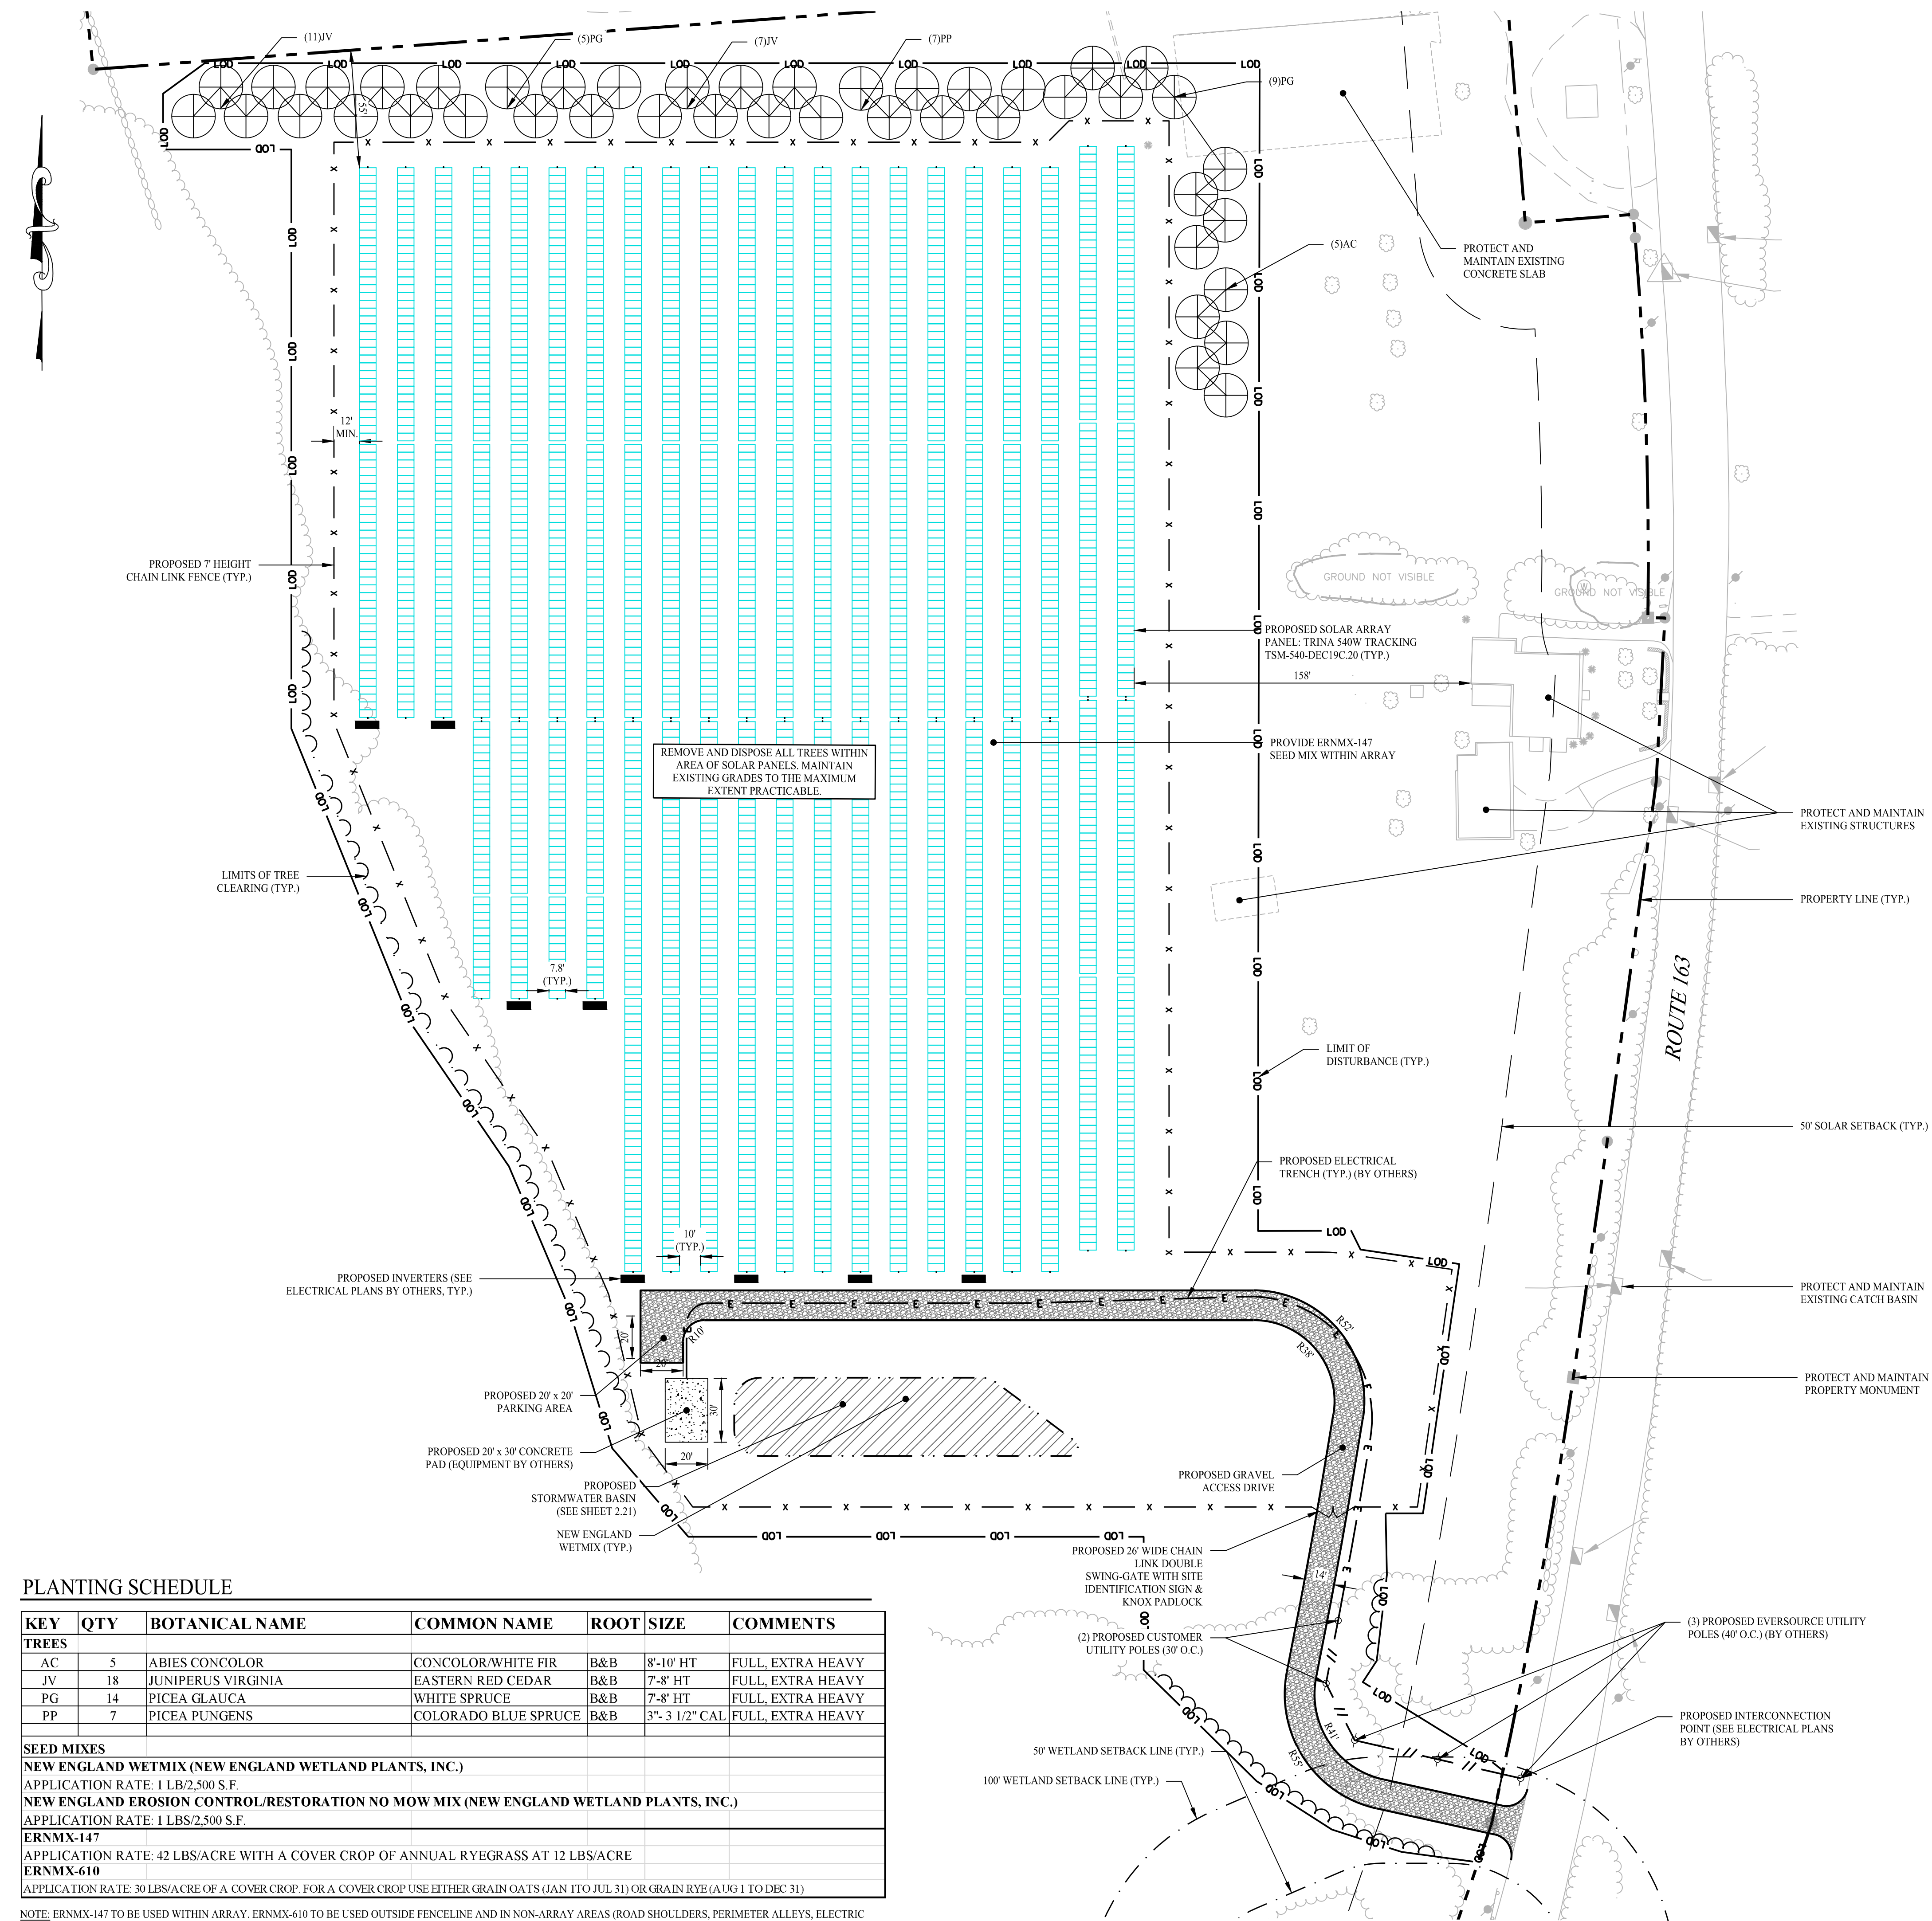 (11)JV
(5)PG
(7)JV
(7)PP
(9)PG
LOD
LOD
LOD
LOD
LOD
LOD
LOD
LOD
LOD
LOD
55'
X
(5)AC
PROTECT AND
MAINTAIN EXISTING
CONCRETE SLAB
12'
MIN.
PROPOSED 7' HEIGHT
CHAIN LINK FENCE (TYP.)
GROUND NOT VISIBLE
GROUND NOT VISIBLE
W
PROPOSED SOLAR ARRAY
PANEL: TRINA 540W TRACKING
TSM-540-DEC19C.20 (TYP.)
158'
REMOVE AND DISPOSE ALL TREES WITHIN
AREA OF SOLAR PANELS. MAINTAIN
EXISTING GRADES TO THE MAXIMUM
EXTENT PRACTICABLE.
PROVIDE ERNMX-147
SEED MIX WITHIN ARRAY
PROTECT AND MAINTAIN
EXISTING STRUCTURES
LIMITS OF TREE
CLEARING (TYP.)
PROPERTY LINE (TYP.)
7.8'
(TYP.)
ROUTE 163
LIMIT OF
DISTURBANCE (TYP.)
50' SOLAR SETBACK (TYP.)
PROPOSED ELECTRICAL
TRENCH (TYP.) (BY OTHERS)
10'
(TYP.)
PROPOSED INVERTERS (SEE
ELECTRICAL PLANS BY OTHERS, TYP.)
PROTECT AND MAINTAIN
EXISTING CATCH BASIN
E
20'
R10'
R52'
R38'
20'
PROTECT AND MAINTAIN
PROPERTY MONUMENT
PROPOSED 20' x 20'
PARKING AREA
30'
PROPOSED 20' x 30' CONCRETE
PAD (EQUIPMENT BY OTHERS)
20'
PROPOSED GRAVEL
ACCESS DRIVE
PROPOSED
STORMWATER BASIN
(SEE SHEET 2.21)
NEW ENGLAND
WETMIX (TYP.)
PROPOSED 26' WIDE CHAIN
LINK DOUBLE
SWING-GATE WITH SITE
IDENTIFICATION SIGN &
KNOX PADLOCK
14'
(2) PROPOSED CUSTOMER
UTILITY POLES (30' O.C.)
(3) PROPOSED EVERSOURCE UTILITY
POLES (40' O.C.) (BY OTHERS)
PROPOSED INTERCONNECTION
POINT (SEE ELECTRICAL PLANS
BY OTHERS)
R41'
R55'
50' WETLAND SETBACK LINE (TYP.)
100' WETLAND SETBACK LINE (TYP.)
PLANTING SCHEDULE
KEY QTY BOTANICAL NAME COMMON NAME ROOT SIZE COMMENTS
TREES
AC 5 ABIES CONCOLOR CONCOLOR/WHITE FIR B&B 8'-10' HT FULL, EXTRA HEAVY
JV 18 JUNIPERUS VIRGINIA EASTERN RED CEDAR B&B 7'-8' HT FULL, EXTRA HEAVY
PG 14 PICEA GLAUCA WHITE SPRUCE B&B 7'-8' HT FULL, EXTRA HEAVY
PP 7 PICEA PUNGENS COLORADO BLUE SPRUCE B&B 3"- 3 1/2" CAL FULL, EXTRA HEAVY
SEED MIXES
NEW ENGLAND WETMIX (NEW ENGLAND WETLAND PLANTS, INC.)
APPLICATION RATE: 1 LB/2,500 S.F.
NEW ENGLAND EROSION CONTROL/RESTORATION NO MOW MIX (NEW ENGLAND WETLAND PLANTS, INC.)
APPLICATION RATE: 1 LBS/2,500 S.F.
ERNMX-147
APPLICATION RATE: 42 LBS/ACRE WITH A COVER CROP OF ANNUAL RYEGRASS AT 12 LBS/ACRE
ERNMX-610
APPLICATION RATE: 30 LBS/ACRE OF A COVER CROP. FOR A COVER CROP USE EITHER GRAIN OATS (JAN 1TO JUL 31) OR GRAIN RYE (AUG 1 TO DEC 31)
NOTE: ERNMX-147 TO BE USED WITHIN ARRAY. ERNMX-610 TO BE USED OUTSIDE FENCELINE AND IN NON-ARRAY AREAS (ROAD SHOULDERS, PERIMETER ALLEYS, ELECTRIC